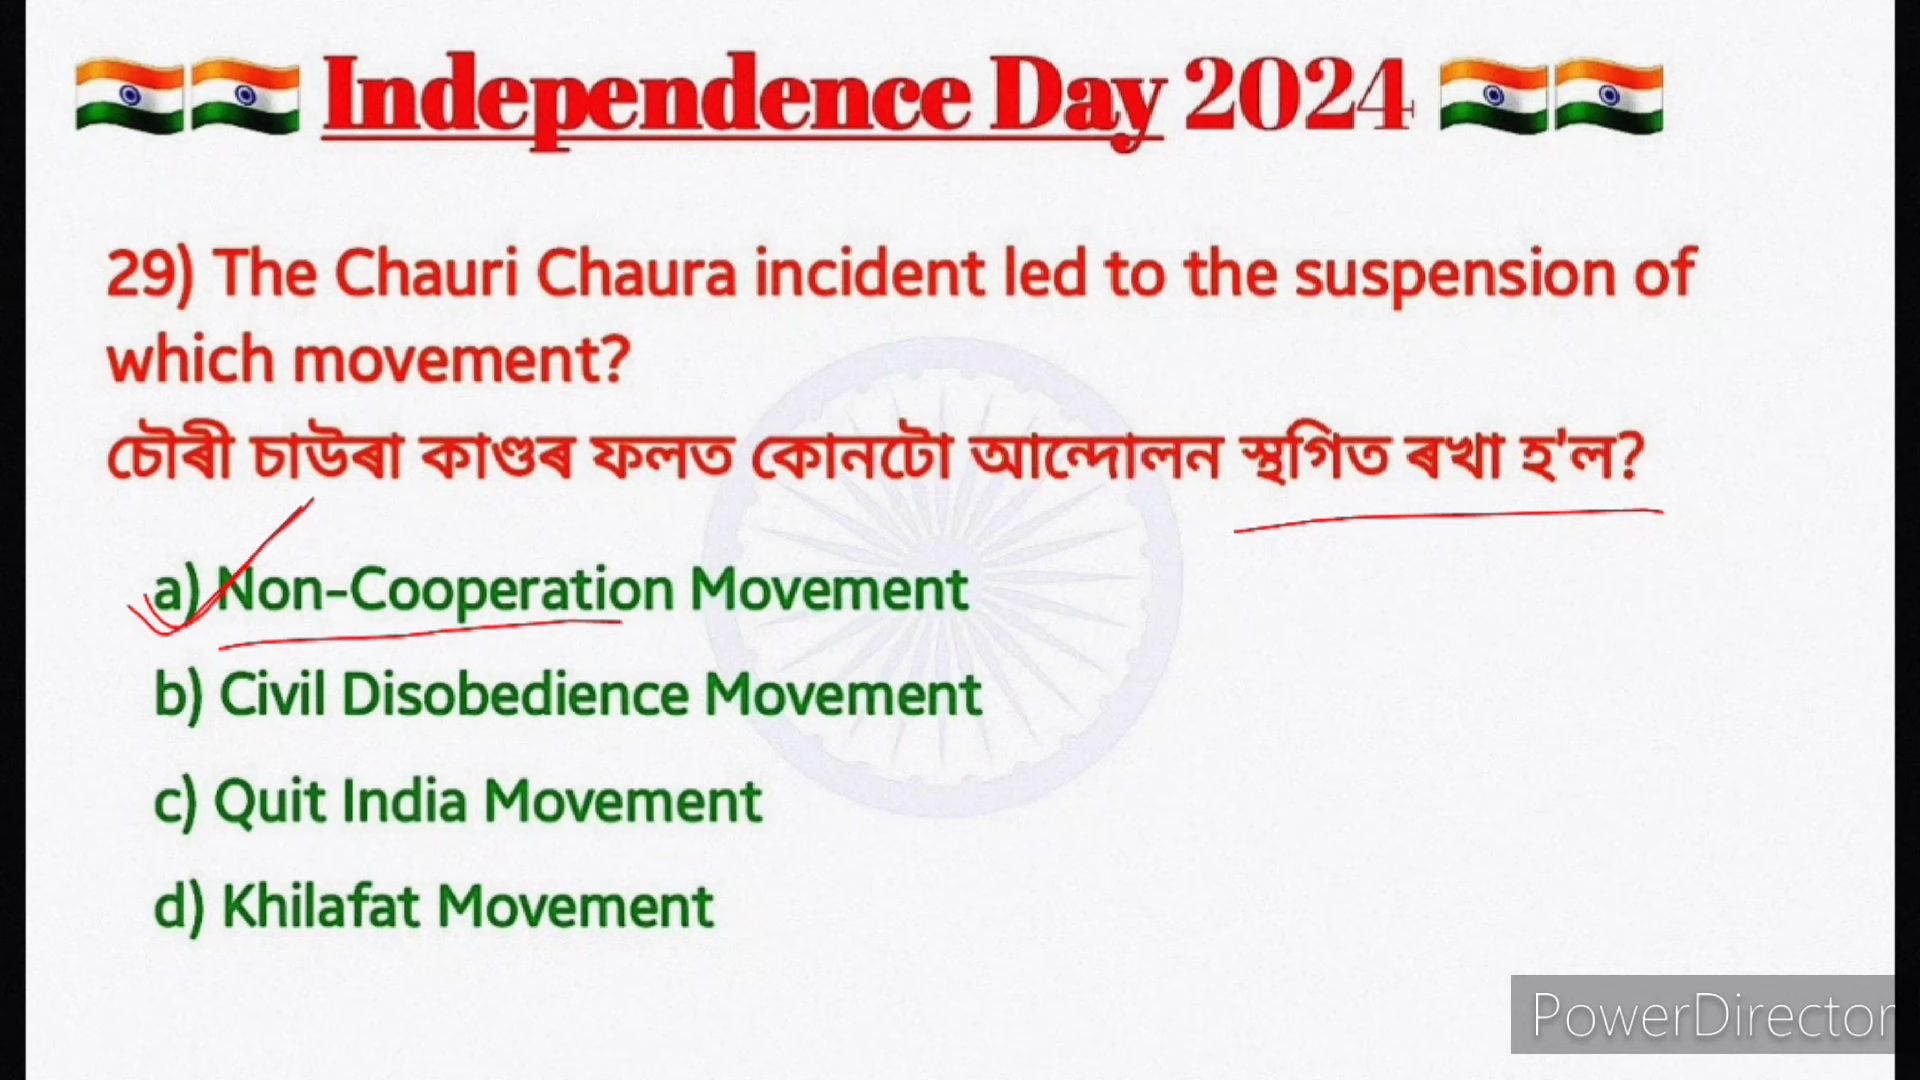 Independence Day 2024
29) The Chauri Chaura incident led to the suspension of
which movement?
চৌৰী চাউৰা কাণ্ডৰ ফলত কোনটো আন্দোলন স্থগিত ৰখা হ'ল?
a) Non-Cooperation Movement
b) Civil Disobedience Movement
c) Quit India Movement
d) Khilafat Movement
PowerDirector